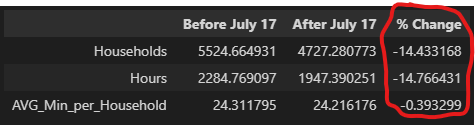 Before July 17 After July 17 % Change
Households 5524.664931 4727.280773 -14.433168
Hours 2284.769097 1947.390251 -14.766431
AVG_Min_per_Household 24.311795 24.216176 -0.393299